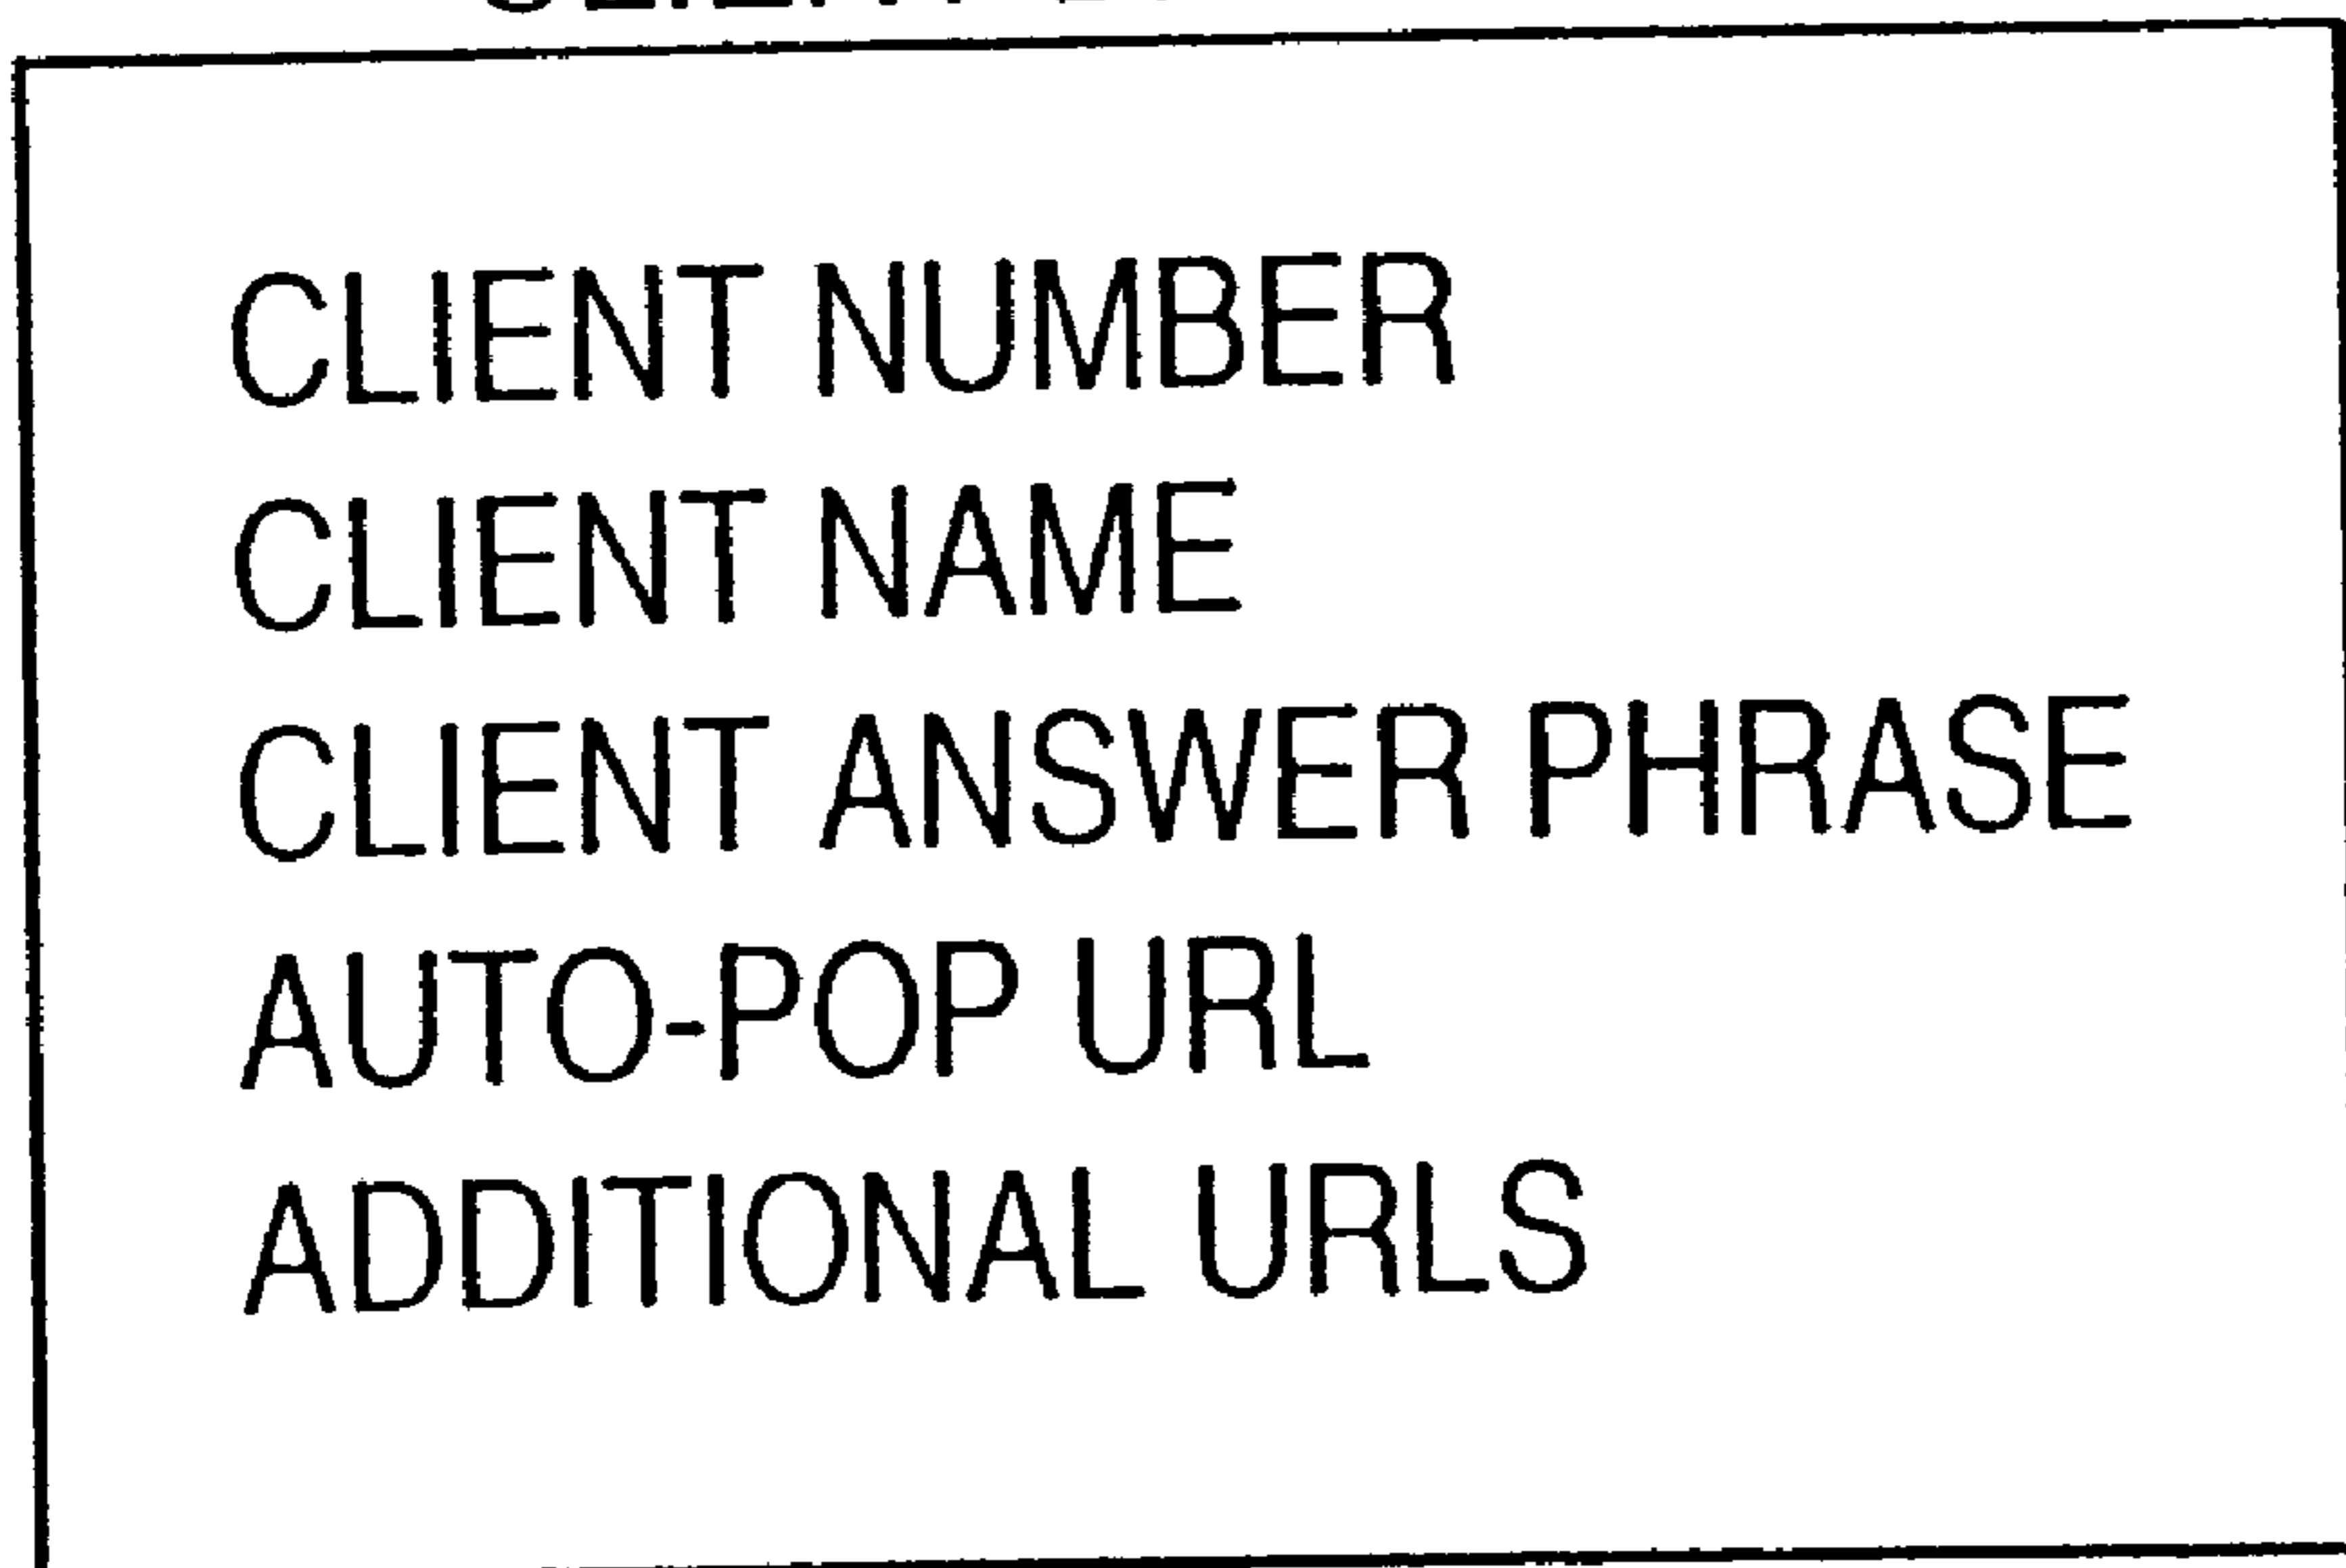 CLIENT NUMBER
CLIENT NAME
CLIENT ANSWER PHRASE
AUTO-POP URL
ADDITIONAL URLS